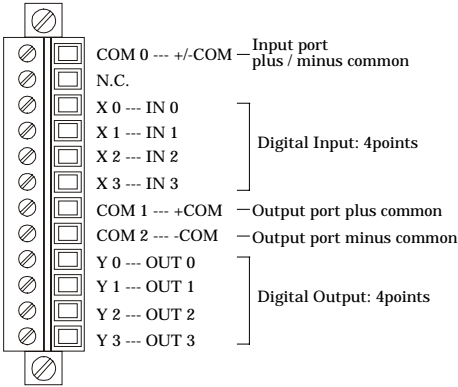 COM 0 --- +/-COM
Input port
plus / minus common
N.C.
X 0 --- IN 0
X 1 --- IN 1
X 2 --- IN 2
X 3 --- IN 3
Digital Input: 4points
COM 1 --- +COM
Output port plus common
COM 2 --- -COM
Output port minus common
Y 0 --- OUT 0
Y 1 --- OUT 1
Y 2 --- OUT 2
Y 3 --- OUT 3
Digital Output: 4points